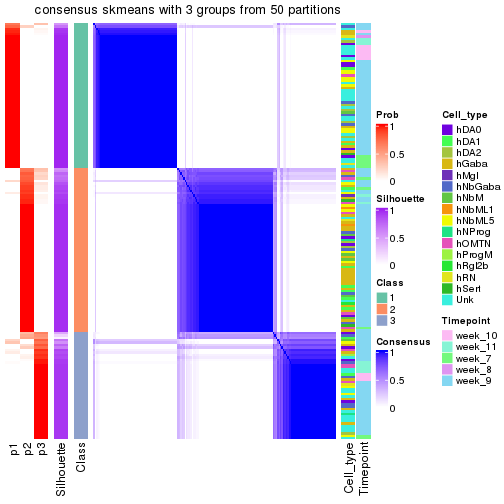 consensus skmeans with 3 groups from 50 partitions
p1
p2
p3
Silhouette
Class
Cell_type
Timepoint
Prob
1
0.5
0
Silhouette
1
0.5
0
Class
1
2
3
Consensus
1
0.5
0
Cell_type
hDA0
hDA1
hDA2
hGaba
hMgl
hNbGaba
hNbM
hNbML1
hNbML5
hNProg
hOMTN
hProgM
hRgl2b
hRN
hSert
Unk
Timepoint
week_10
week_11
week_7
week_8
week_9